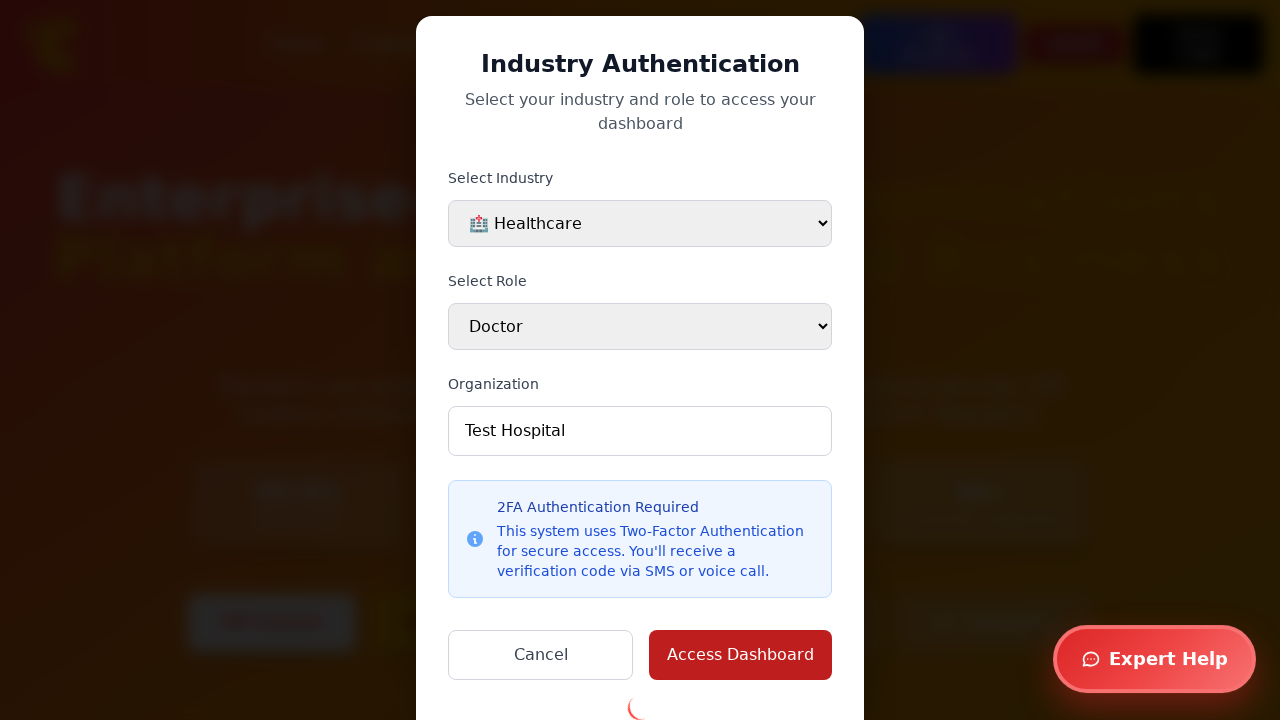 Industry Authentication
Select your industry and role to access your
dashboard
Select Industry
🏥 Healthcare
Select Role
Doctor
Organization
Test Hospital
2FA Authentication Required
This system uses Two-Factor Authentication
for secure access. You'll receive a
verification code via SMS or voice call.
Cancel
Access Dashboard
Expert Help
Enterprise